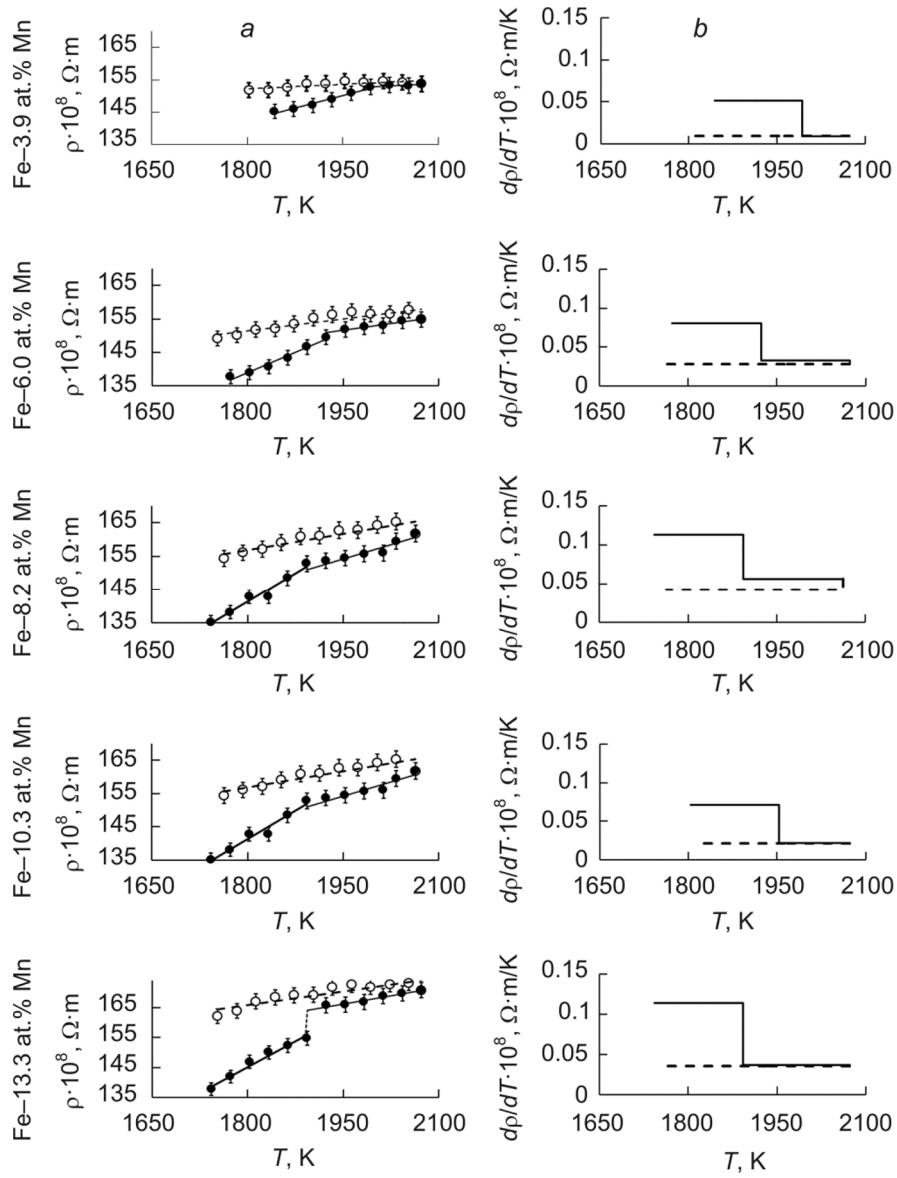 a
b
Fe–3.9 at.% Mn
ρ·10⁸, Ω·m
165
155
145
135
1650 1800 1950 2100
T, K
dρ/dT·10⁸, Ω·m/K
0.15
0.1
0.05
0
1650 1800 1950 2100
T, K
Fe–6.0 at.% Mn
ρ·10⁸, Ω·m
165
155
145
135
1650 1800 1950 2100
T, K
dρ/dT·10⁸, Ω·m/K
0.15
0.1
0.05
0
1650 1800 1950 2100
T, K
Fe–8.2 at.% Mn
ρ·10⁸, Ω·m
165
155
145
135
1650 1800 1950 2100
T, K
dρ/dT·10⁸, Ω·m/K
0.15
0.1
0.05
0
1650 1800 1950 2100
T, K
Fe–10.3 at.% Mn
ρ·10⁸, Ω·m
165
155
145
135
1650 1800 1950 2100
T, K
dρ/dT·10⁸, Ω·m/K
0.15
0.1
0.05
0
1650 1800 1950 2100
T, K
Fe–13.3 at.% Mn
ρ·10⁸, Ω·m
165
155
145
135
1650 1800 1950 2100
T, K
dρ/dT·10⁸, Ω·m/K
0.15
0.1
0.05
0
1650 1800 1950 2100
T, K